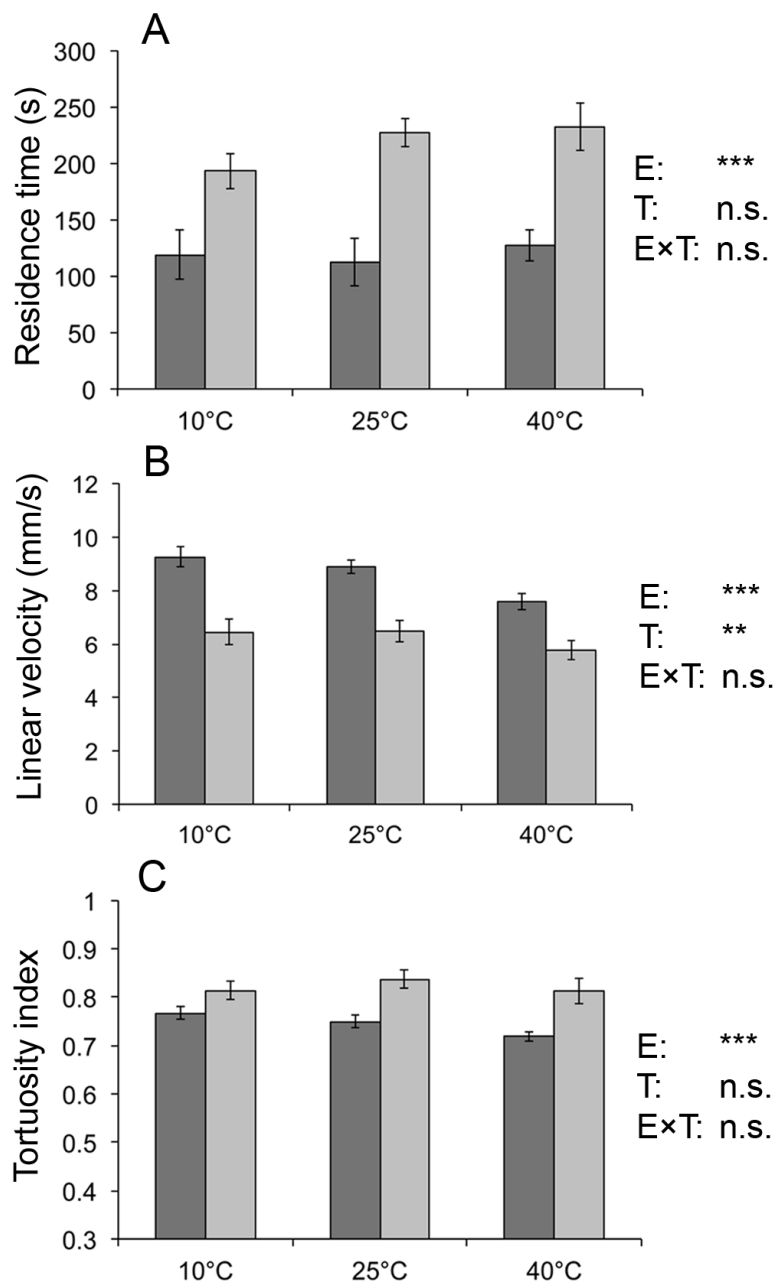 A
Residence time (s)
300
250
200
150
100
50
0
10°C 25°C 40°C
E: ***
T: n.s.
E×T: n.s.
B
Linear velocity (mm/s)
12
10
8
6
4
2
0
10°C 25°C 40°C
E: ***
T: **
E×T: n.s.
C
Tortuosity index
1
0.9
0.8
0.7
0.6
0.5
0.4
0.3
10°C 25°C 40°C
E: ***
T: n.s.
E×T: n.s.